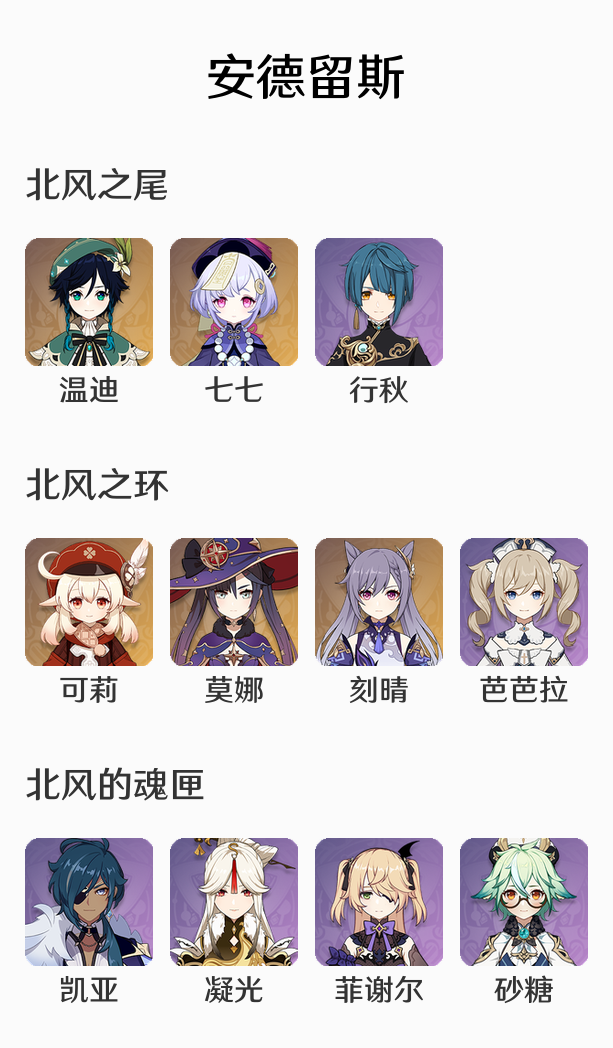 安德留斯
北风之尾
温迪 七七 行秋
北风之环
可莉 莫娜 刻晴 芭芭拉
北风的魂匣
凯亚 凝光 菲谢尔 砂糖